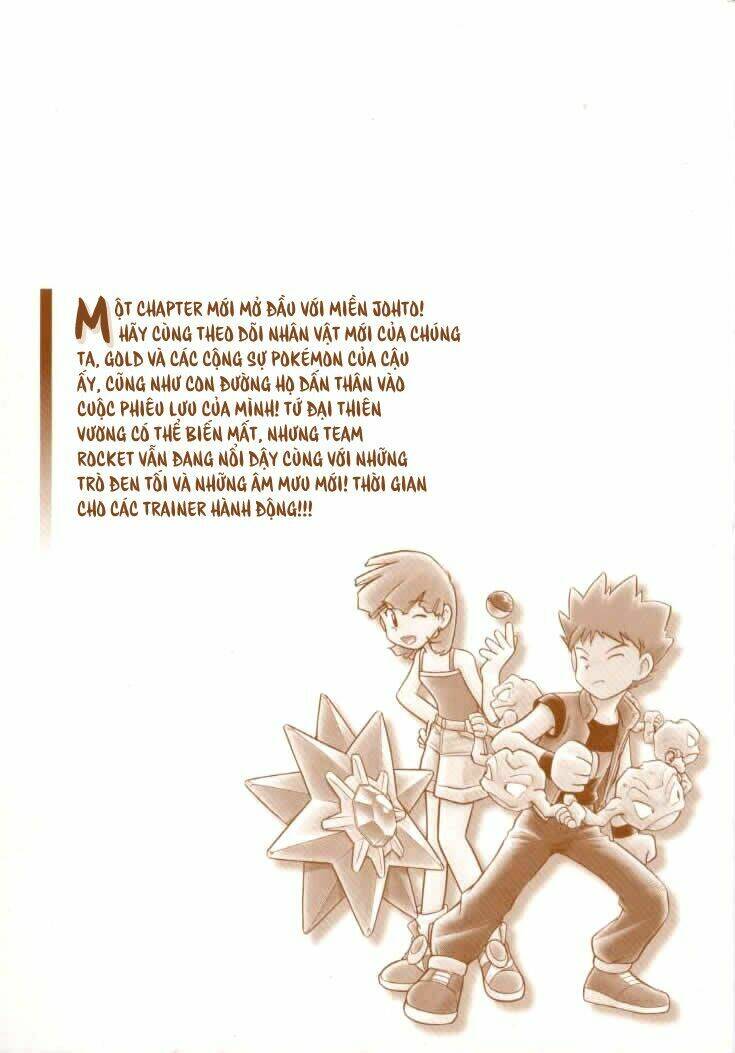 MỘT CHAPTER MỚI MỞ ĐẦU VỚI MIỀN JOHTO!
HÃY CÙNG THEO DÕI NHÂN VẬT MỚI CỦA CHÚNG
TA, GOLD VÀ CÁC CỘNG SỰ POKÉMON CỦA CẬU
ẤY, CŨNG NHƯ CON ĐƯỜNG HỌ DẤN THÂN VÀO
CUỘC PHIÊU LƯU CỦA MÌNH! TỨ ĐẠI THIÊN
VƯƠNG CÓ THỂ BIẾN MẤT, NHƯNG TEAM
ROCKET VẪN ĐANG NỔI DẬY CÙNG VỚI NHỮNG
TRÒ ĐEN TỐI VÀ NHỮNG ÂM MƯU MỚI! THỜI GIAN
CHO CÁC TRAINER HÀNH ĐỘNG!!!